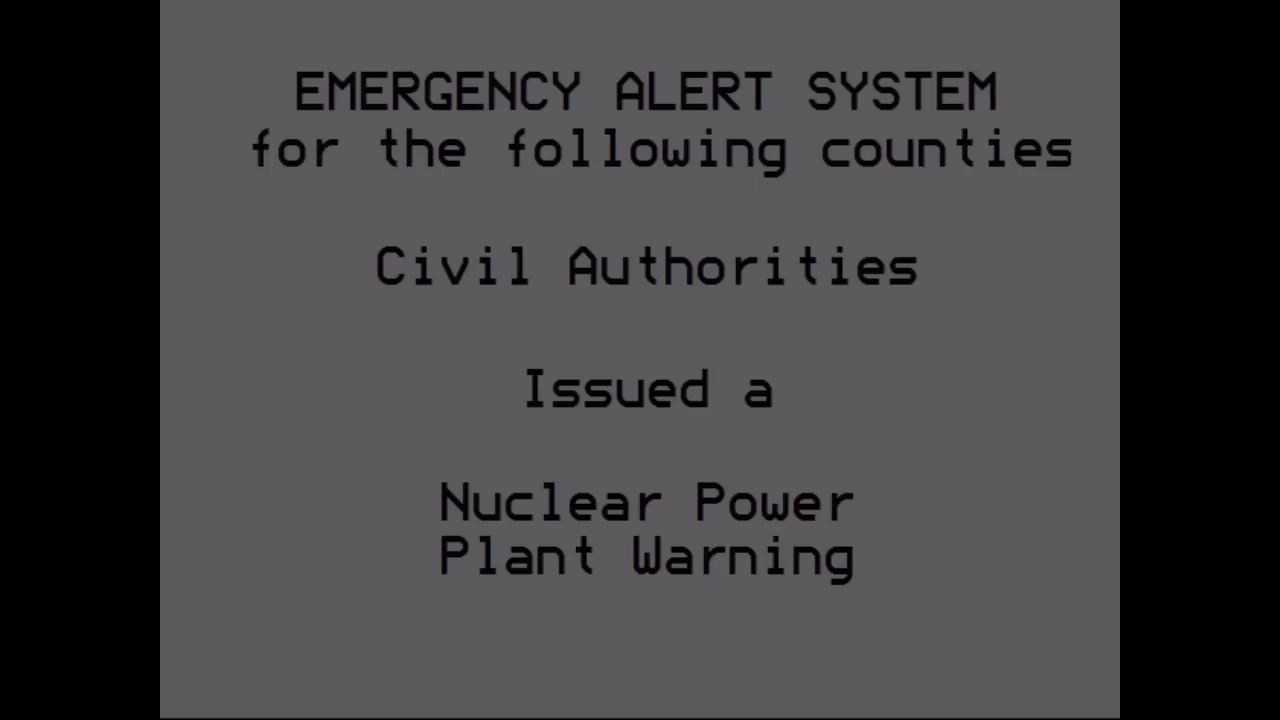 EMERGENCY ALERT SYSTEM
for the following counties
Civil Authorities
Issued a
Nuclear Power
Plant Warning